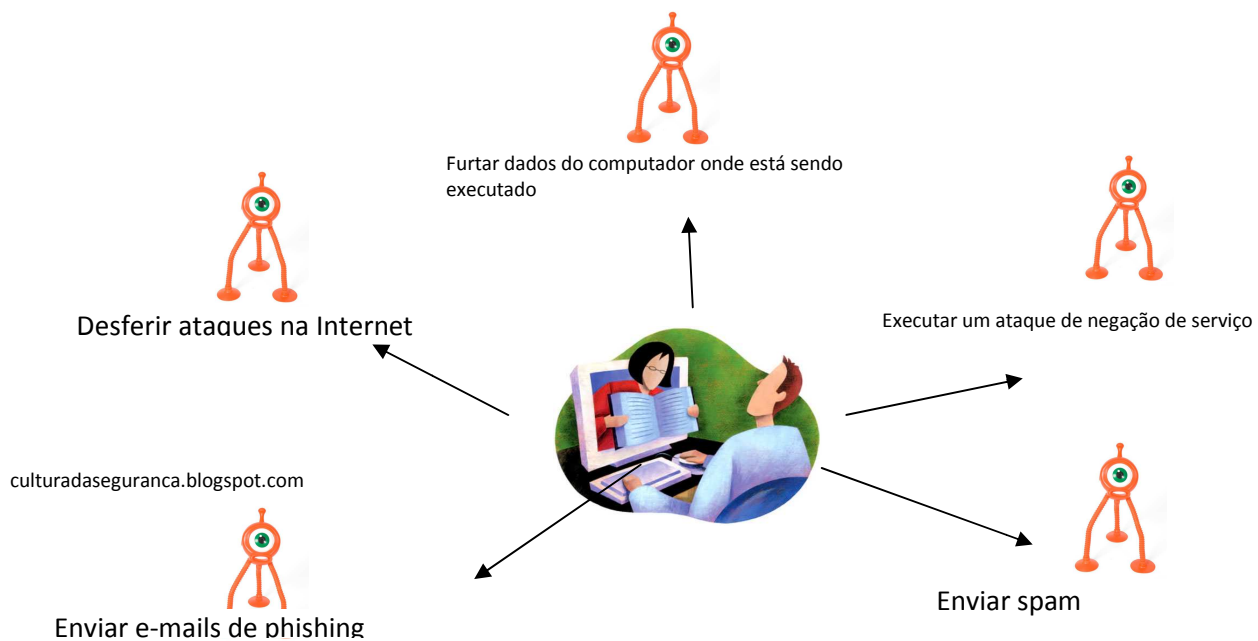 Furtar dados do computador onde está sendo
executado
Desferir ataques na Internet
Executar um ataque de negação de serviço
culturadaseguranca.blogspot.com
Enviar spam
Enviar e-mails de phishing